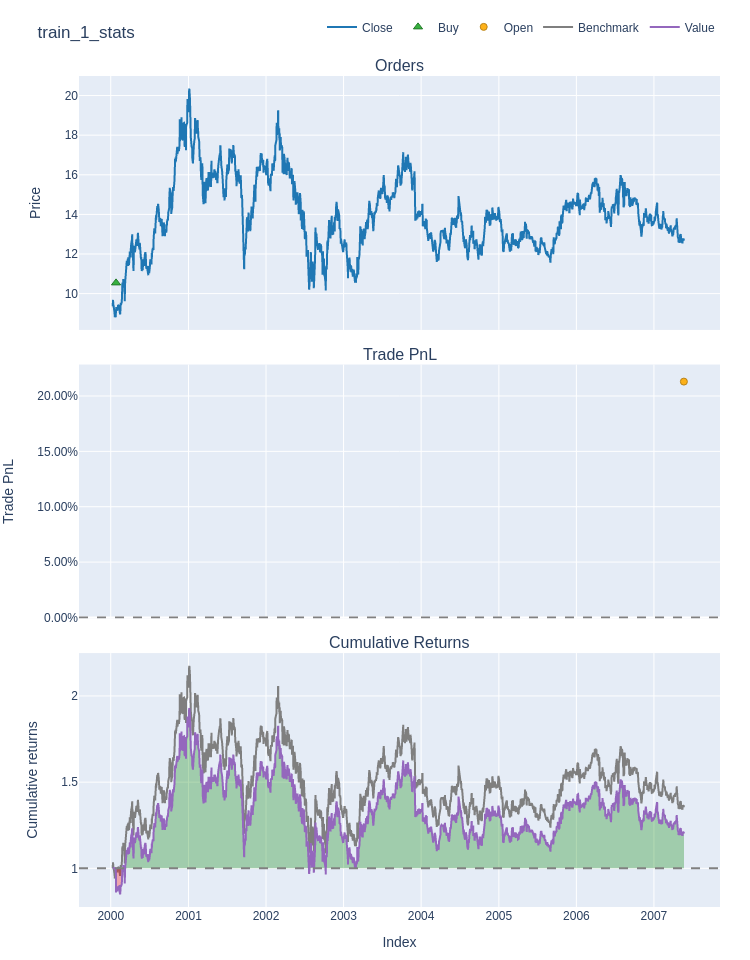 train_1_stats
Close
Buy
Open
Benchmark
Value
Orders
20
18
16
14
12
10
Price
Trade PnL
20.00%
15.00%
10.00%
5.00%
0.00%
Trade PnL
Cumulative Returns
2
1.5
1
Cumulative returns
2000 2001 2002 2003 2004 2005 2006 2007
Index